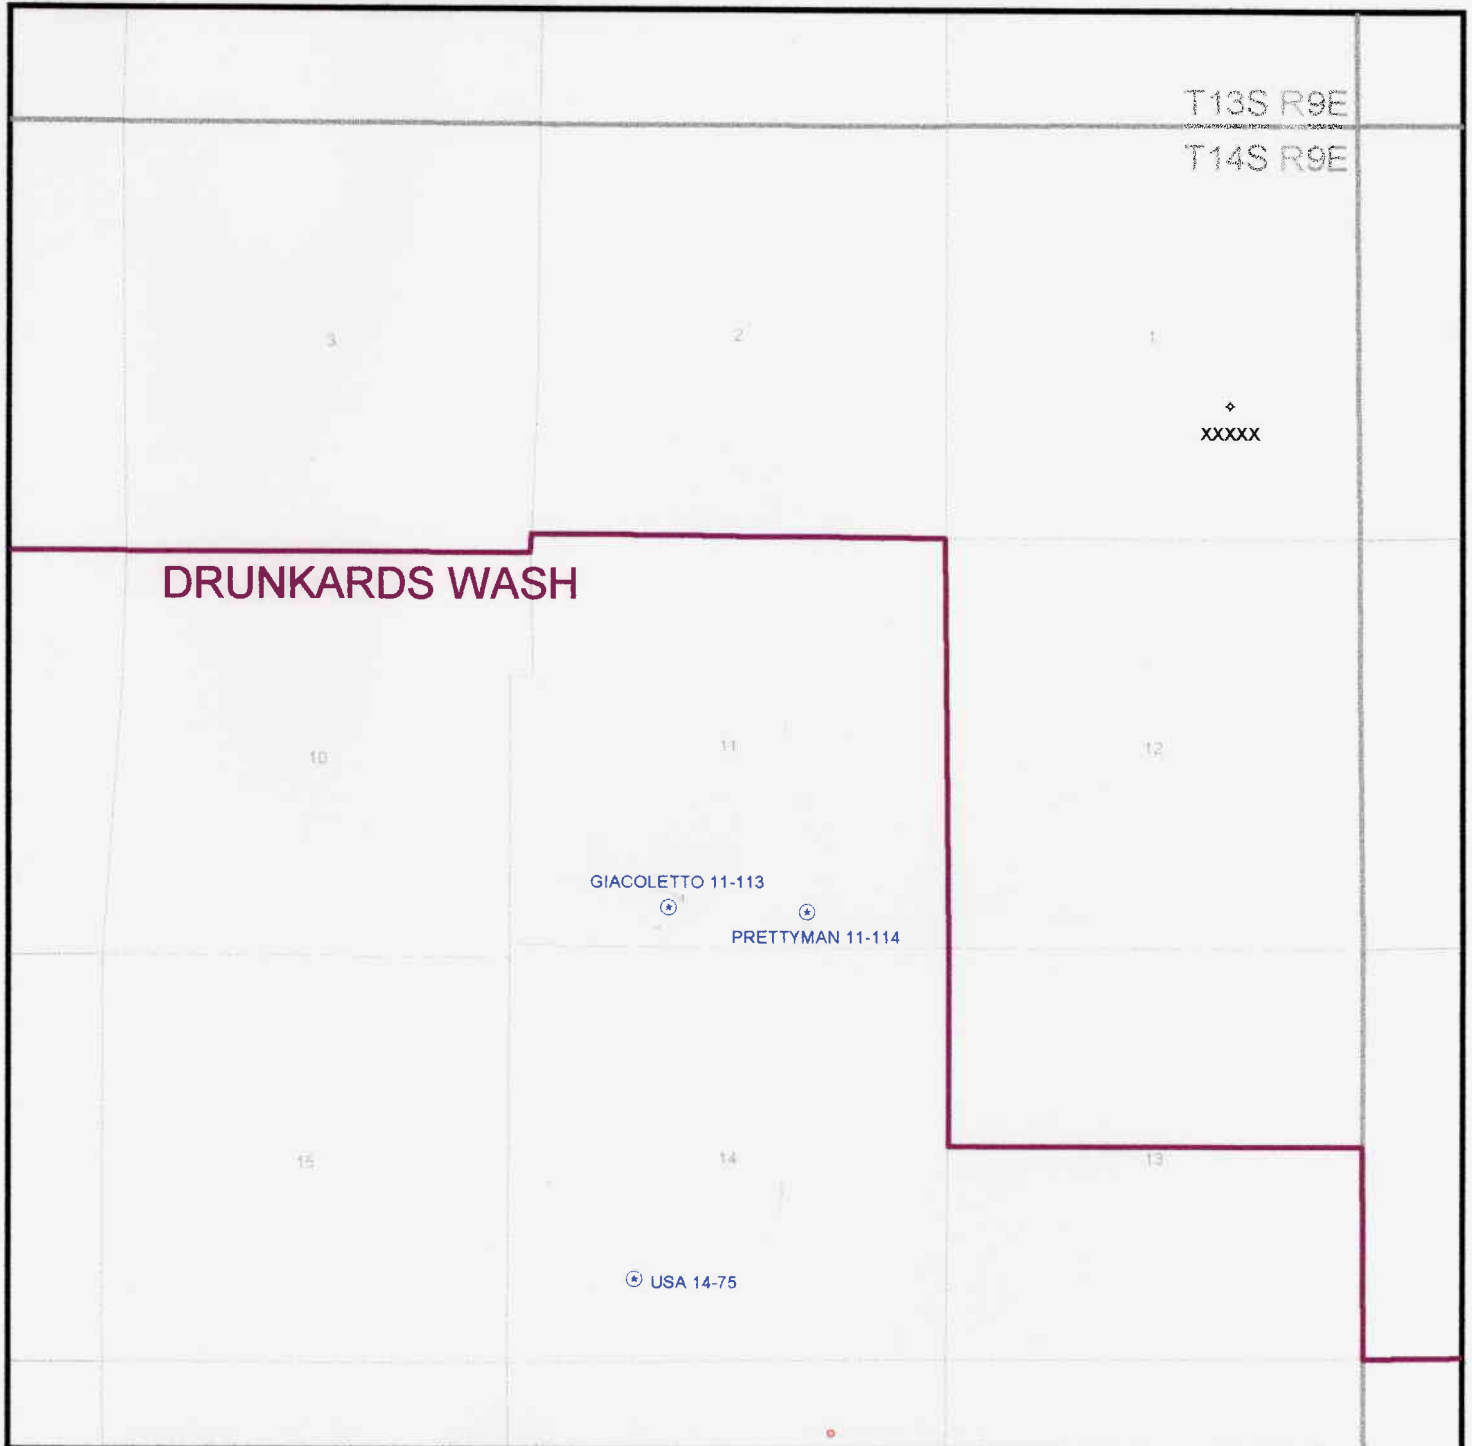 T13S R9E
T14S R9E
3
2
1
XXXXX
DRUNKARDS WASH
10
11
12
GIACOLETTO 11-113
PRETTYMAN 11-114
15
14
13
USA 14-75